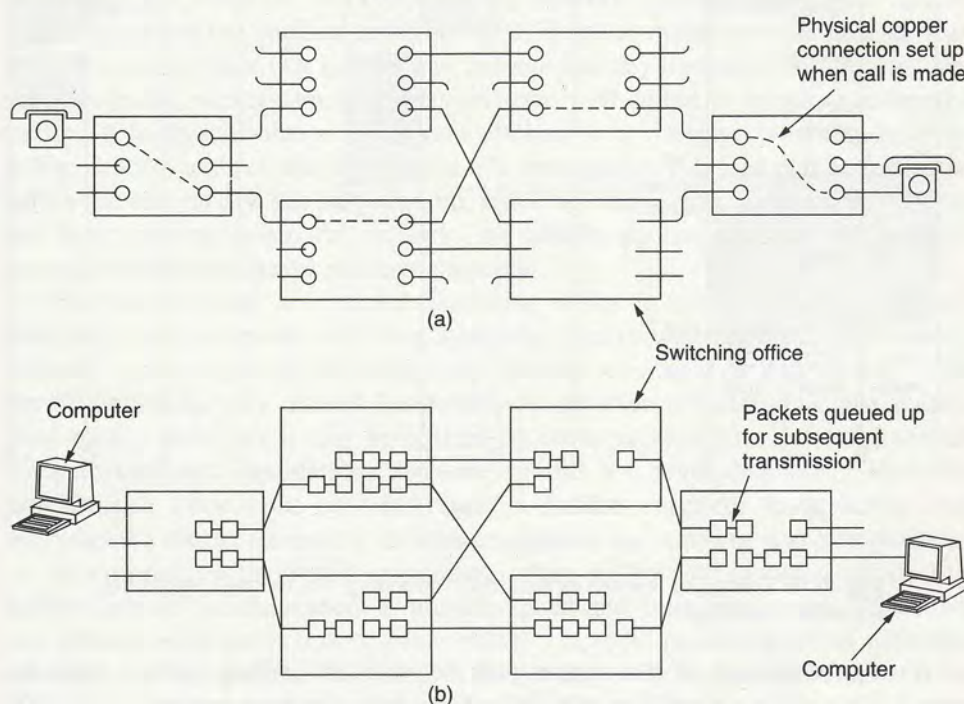 Physical copper
connection set up
when call is made
(a)
Switching office
Computer
Packets queued up
for subsequent
transmission
Computer
(b)